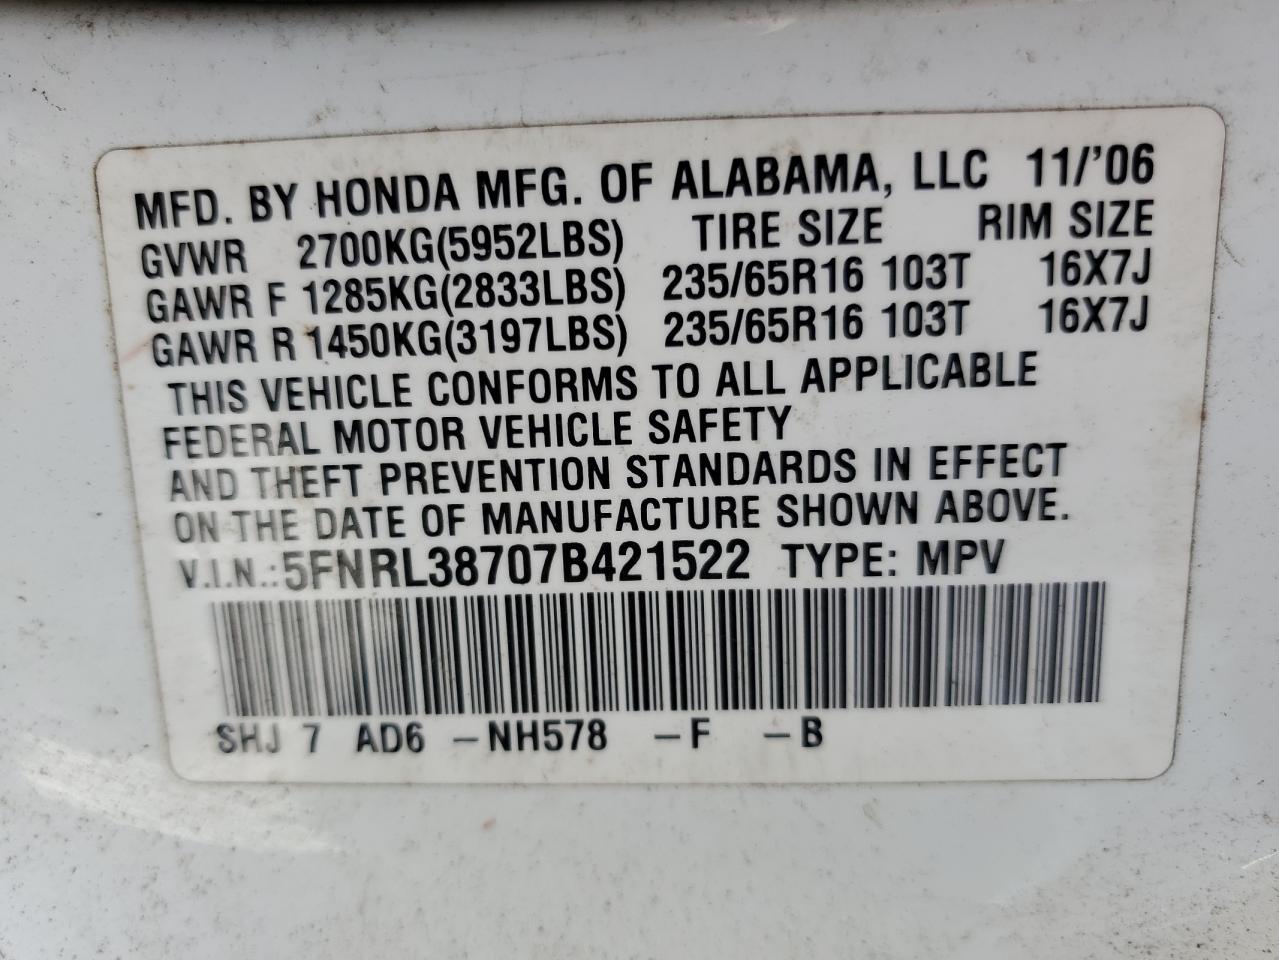 MFD. BY HONDA MFG. OF ALABAMA, LLC 11/'06
GVWR 2700KG(5952LBS) TIRE SIZE RIM SIZE
GAWR F 1285KG(2833LBS) 235/65R16 103T 16X7J
GAWR R 1450KG(3197LBS) 235/65R16 103T 16X7J
THIS VEHICLE CONFORMS TO ALL APPLICABLE
FEDERAL MOTOR VEHICLE SAFETY
AND THEFT PREVENTION STANDARDS IN EFFECT
ON THE DATE OF MANUFACTURE SHOWN ABOVE.
V.I.N.:5FNRL38707B421522 TYPE: MPV
SHJ 7 AD6 -NH578 -F -B